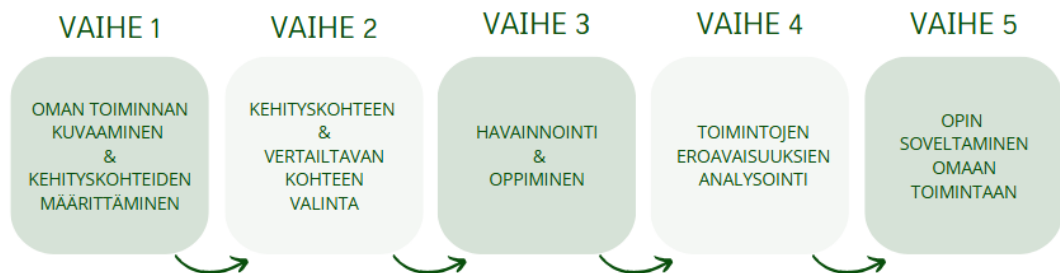 VAIHE 1
OMAN TOIMINNAN
KUVAAMINEN
&
KEHITYSKOHTEIDEN
MÄÄRITTÄMINEN
VAIHE 2
KEHITYSKOHTEEN
&
VERTAILTAVAN
KOHTEEN
VALINTA
VAIHE 3
HAVAINNOINTI
&
OPPIMINEN
VAIHE 4
TOIMINTOJEN
EROAVAISUUKSIEN
ANALYSOINTI
VAIHE 5
OPIN
SOVELTAMINEN
OMAAN
TOIMINTAAN